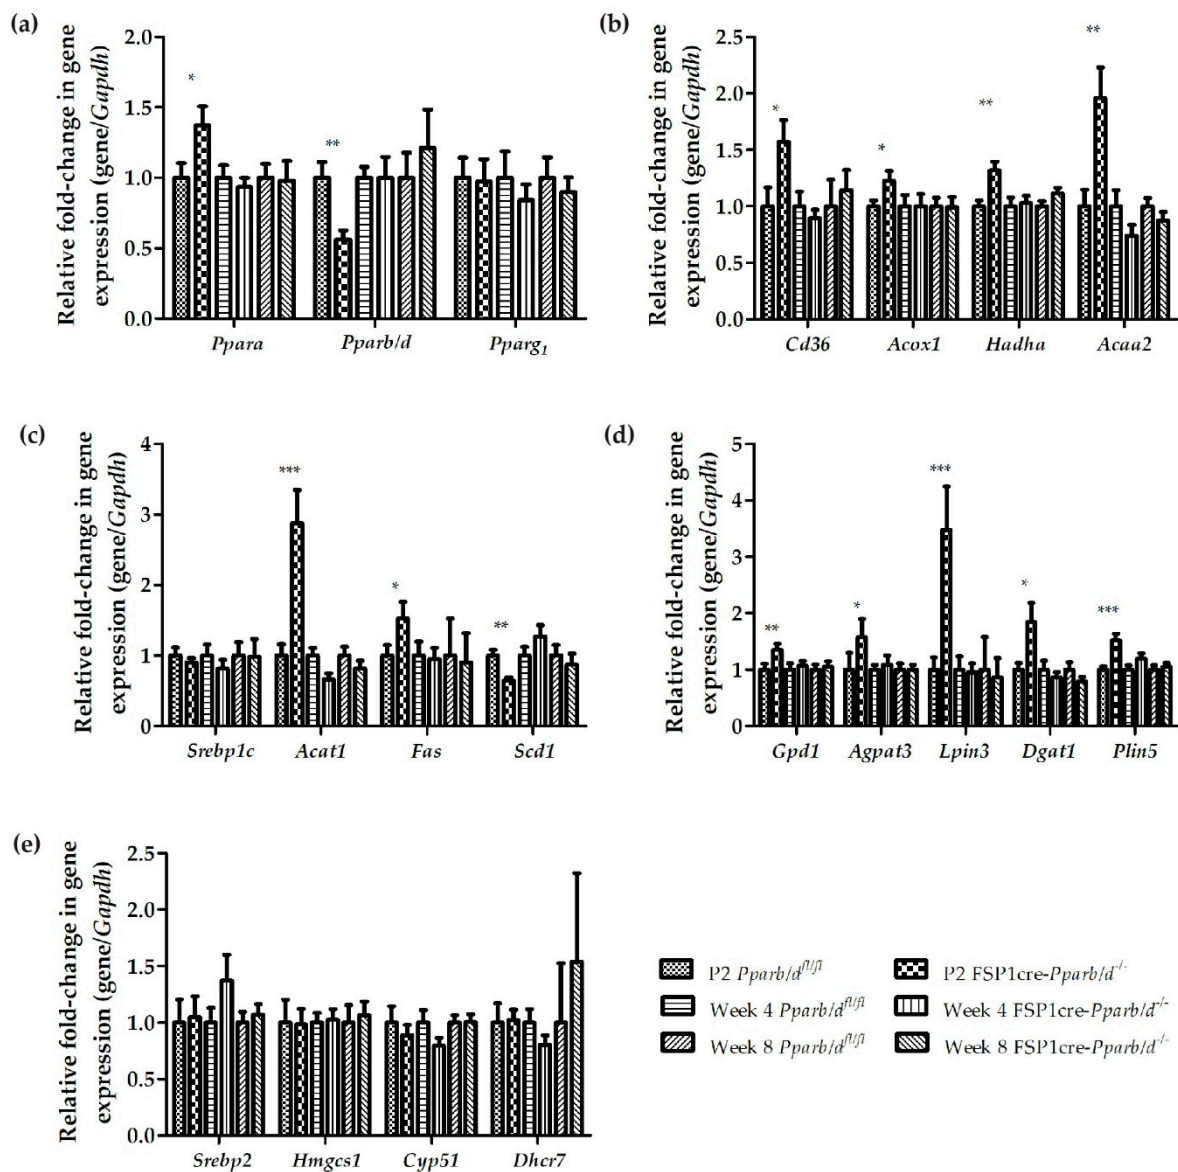 (a)
Relative fold-change in gene
expression (gene/Gapdh)
2.0
1.5
1.0
0.5
0.0
*
**
Ppara
Pparb/d
Pparg1
(b)
Relative fold-change in gene
expression (gene/Gapdh)
2.5
2.0
1.5
1.0
0.5
0.0
*
*
**
**
Cd36
Acox1
Hadha
Acaa2
(c)
Relative fold-change in gene
expression (gene/Gapdh)
4
3
2
1
0
***
*
**
Srebp1c
Acat1
Fas
Scd1
(d)
Relative fold-change in gene
expression (gene/Gapdh)
5
4
3
2
1
0
**
*
***
*
***
Gpd1
Agpat3
Lpin3
Dgat1
Plin5
(e)
Relative fold-change in gene
expression (gene/Gapdh)
2.5
2.0
1.5
1.0
0.5
0.0
Srebp2
Hmgcs1
Cyp51
Dhcr7
P2 Pparb/d^fl/fl
P2 FSP1cre-Pparb/d^-/-
Week 4 Pparb/d^fl/fl
Week 4 FSP1cre-Pparb/d^-/-
Week 8 Pparb/d^fl/fl
Week 8 FSP1cre-Pparb/d^-/-